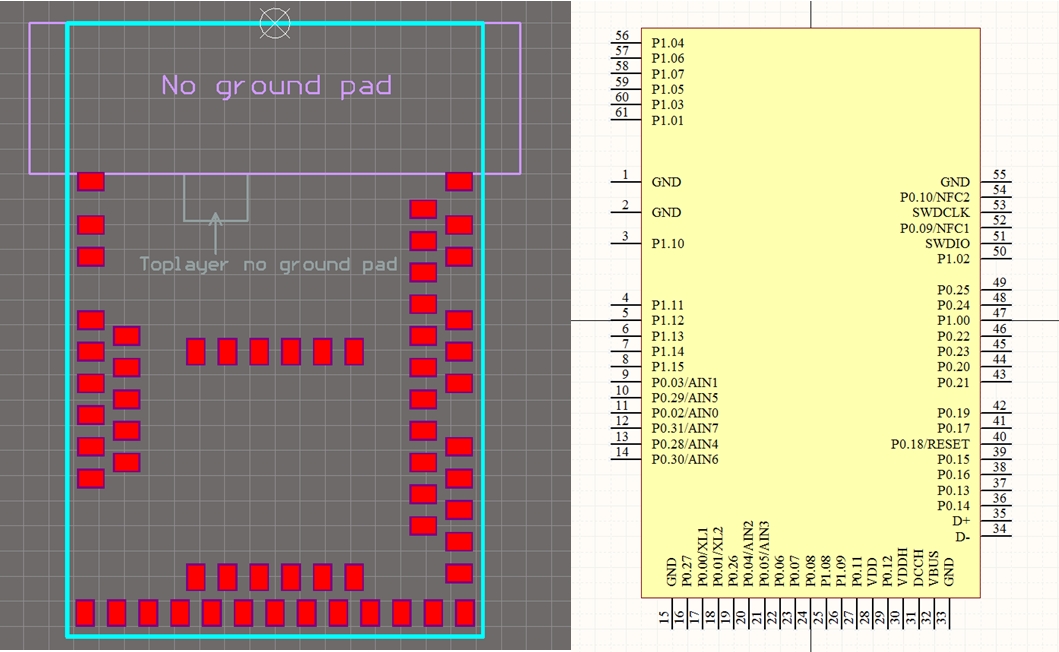 No ground pad
Toplayer no ground pad
56 P1.04
57 P1.06
58 P1.07
59 P1.05
60 P1.03
61 P1.01
1 GND
2 GND
3 P1.10
4 P1.11
5 P1.12
6 P1.13
7 P1.14
8 P1.15
9 P0.03/AIN1
10 P0.29/AIN5
11 P0.02/AIN0
12 P0.31/AIN7
13 P0.28/AIN4
14 P0.30/AIN6
GND 55
P0.10/NFC2 54
SWDCLK 53
P0.09/NFC1 52
SWDIO 51
P1.02 50
P0.25 49
P0.24 48
P1.00 47
P0.22 46
P0.23 45
P0.20 44
P0.21 43
P0.19 42
P0.17 41
P0.18/RESET 40
P0.15 39
P0.16 38
P0.13 37
P0.14 36
D+ 35
D- 34
GND 15
P0.27 16
P0.00/XL1 17
P0.01/XL2 18
P0.26 19
P0.04/AIN2 20
P0.05/AIN3 21
P0.06 22
P0.07 23
P0.08 24
P1.08 25
P1.09 26
P0.11 27
VDD 28
P0.12 29
VDDH 30
DCCH 31
VBUS 32
GND 33